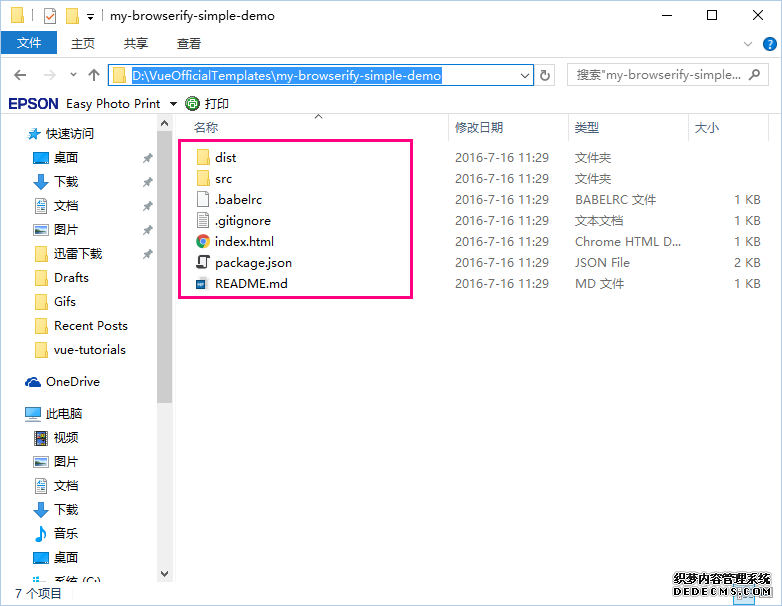 my-browserify-simple-demo
文件 主页 共享 查看
D:\VueOfficialTemplates\my-browserify-simple-demo 搜索"my-browserify-simple...
EPSON Easy Photo Print 打印
名称 修改日期 类型 大小
快速访问
桌面
下载
文档
图片
迅雷下载
Drafts
Gifs
Recent Posts
vue-tutorials
OneDrive
此电脑
视频
图片
文档
下载
音乐
桌面
系统 (C:)
dist 2016-7-16 11:29 文件夹
src 2016-7-16 11:29 文件夹
.babelrc 2016-7-16 11:29 BABELRC 文件 1 KB
.gitignore 2016-7-16 11:29 文本文档 1 KB
index.html 2016-7-16 11:29 Chrome HTML D... 1 KB
package.json 2016-7-16 11:29 JSON File 2 KB
README.md 2016-7-16 11:29 MD 文件 1 KB
7 个项目
织梦内容管理系统
DEDECMS.COM